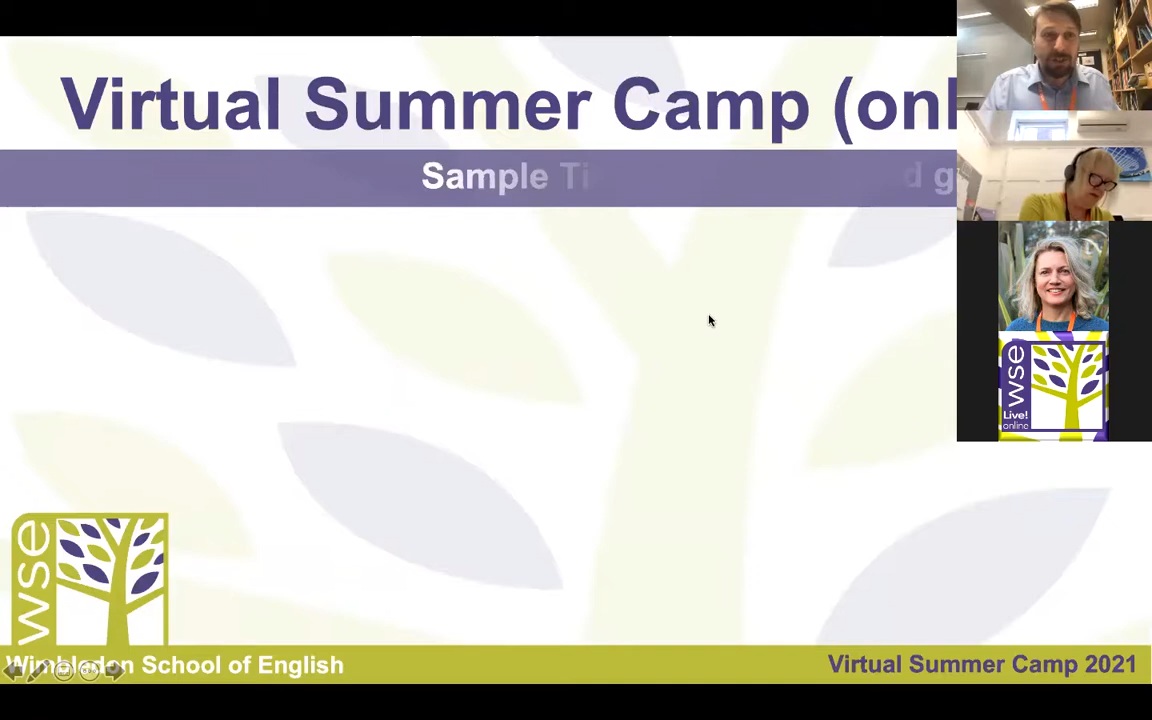 Virtual Summer Camp (onl
Sample Ti
d g
wse
Live!
online
wse
Wimbledon School of English
Virtual Summer Camp 2021